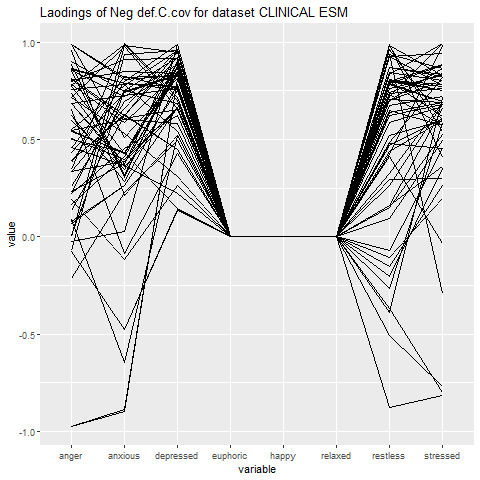 Laodings of Neg def.C.cov for dataset CLINICAL ESM
1.0
0.5
0.0
-0.5
-1.0
value
anger anxious depressed euphoric happy relaxed restless stressed
variable